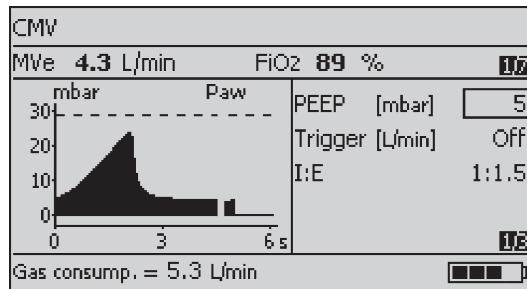 CMV
MVe 4.3 L/min FiO2 89 % 1/7
mbar Paw
30
20
10
0
0 3 6 s
PEEP [mbar] 5
Trigger [L/min] Off
I:E 1:1.5
1/3
Gas consump. = 5.3 L/min